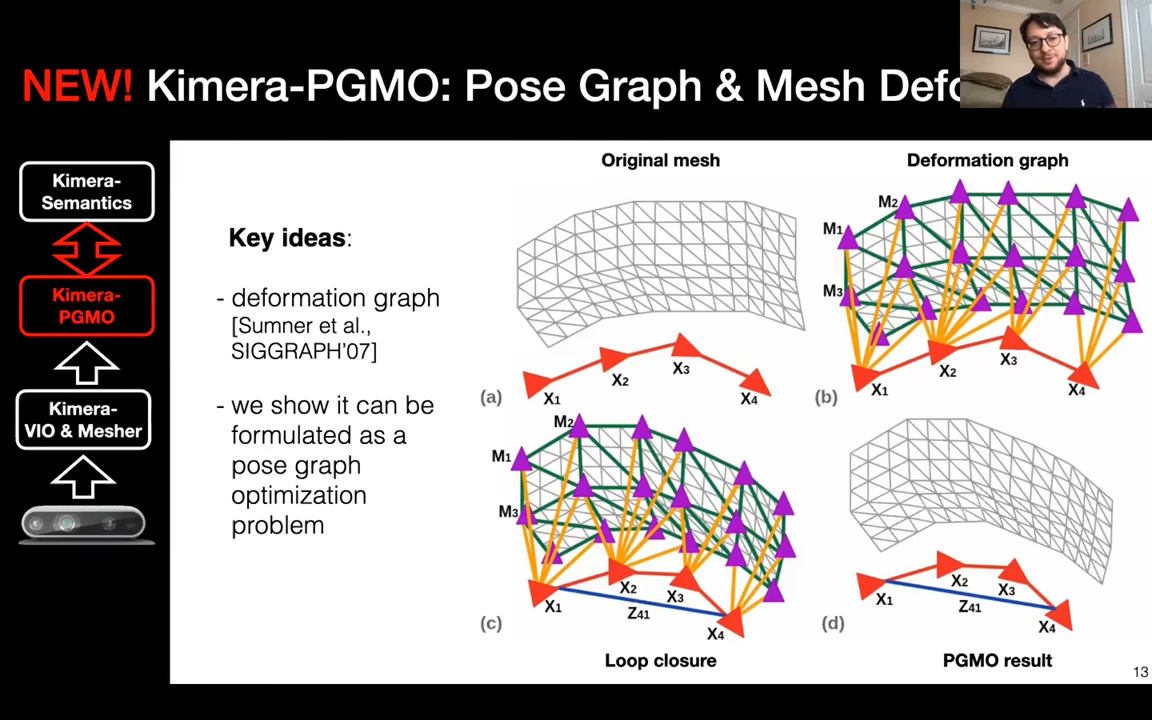 NEW! Kimera-PGMO: Pose Graph & Mesh Defo
Kimera-
Semantics
Kimera-
PGMO
Kimera-
VIO & Mesher
Key ideas:
- deformation graph
[Sumner et al.,
SIGGRAPH'07]
- we show it can be
formulated as a
pose graph
optimization
problem
Original mesh
X1
X2
X3
X4
(a)
Deformation graph
M2
M1
M3
X1
X2
X3
X4
(b)
M2
M1
M3
X1
X2
X3
Z41
X4
(c)
Loop closure
X1
X2
X3
Z41
X4
(d)
PGMO result
13